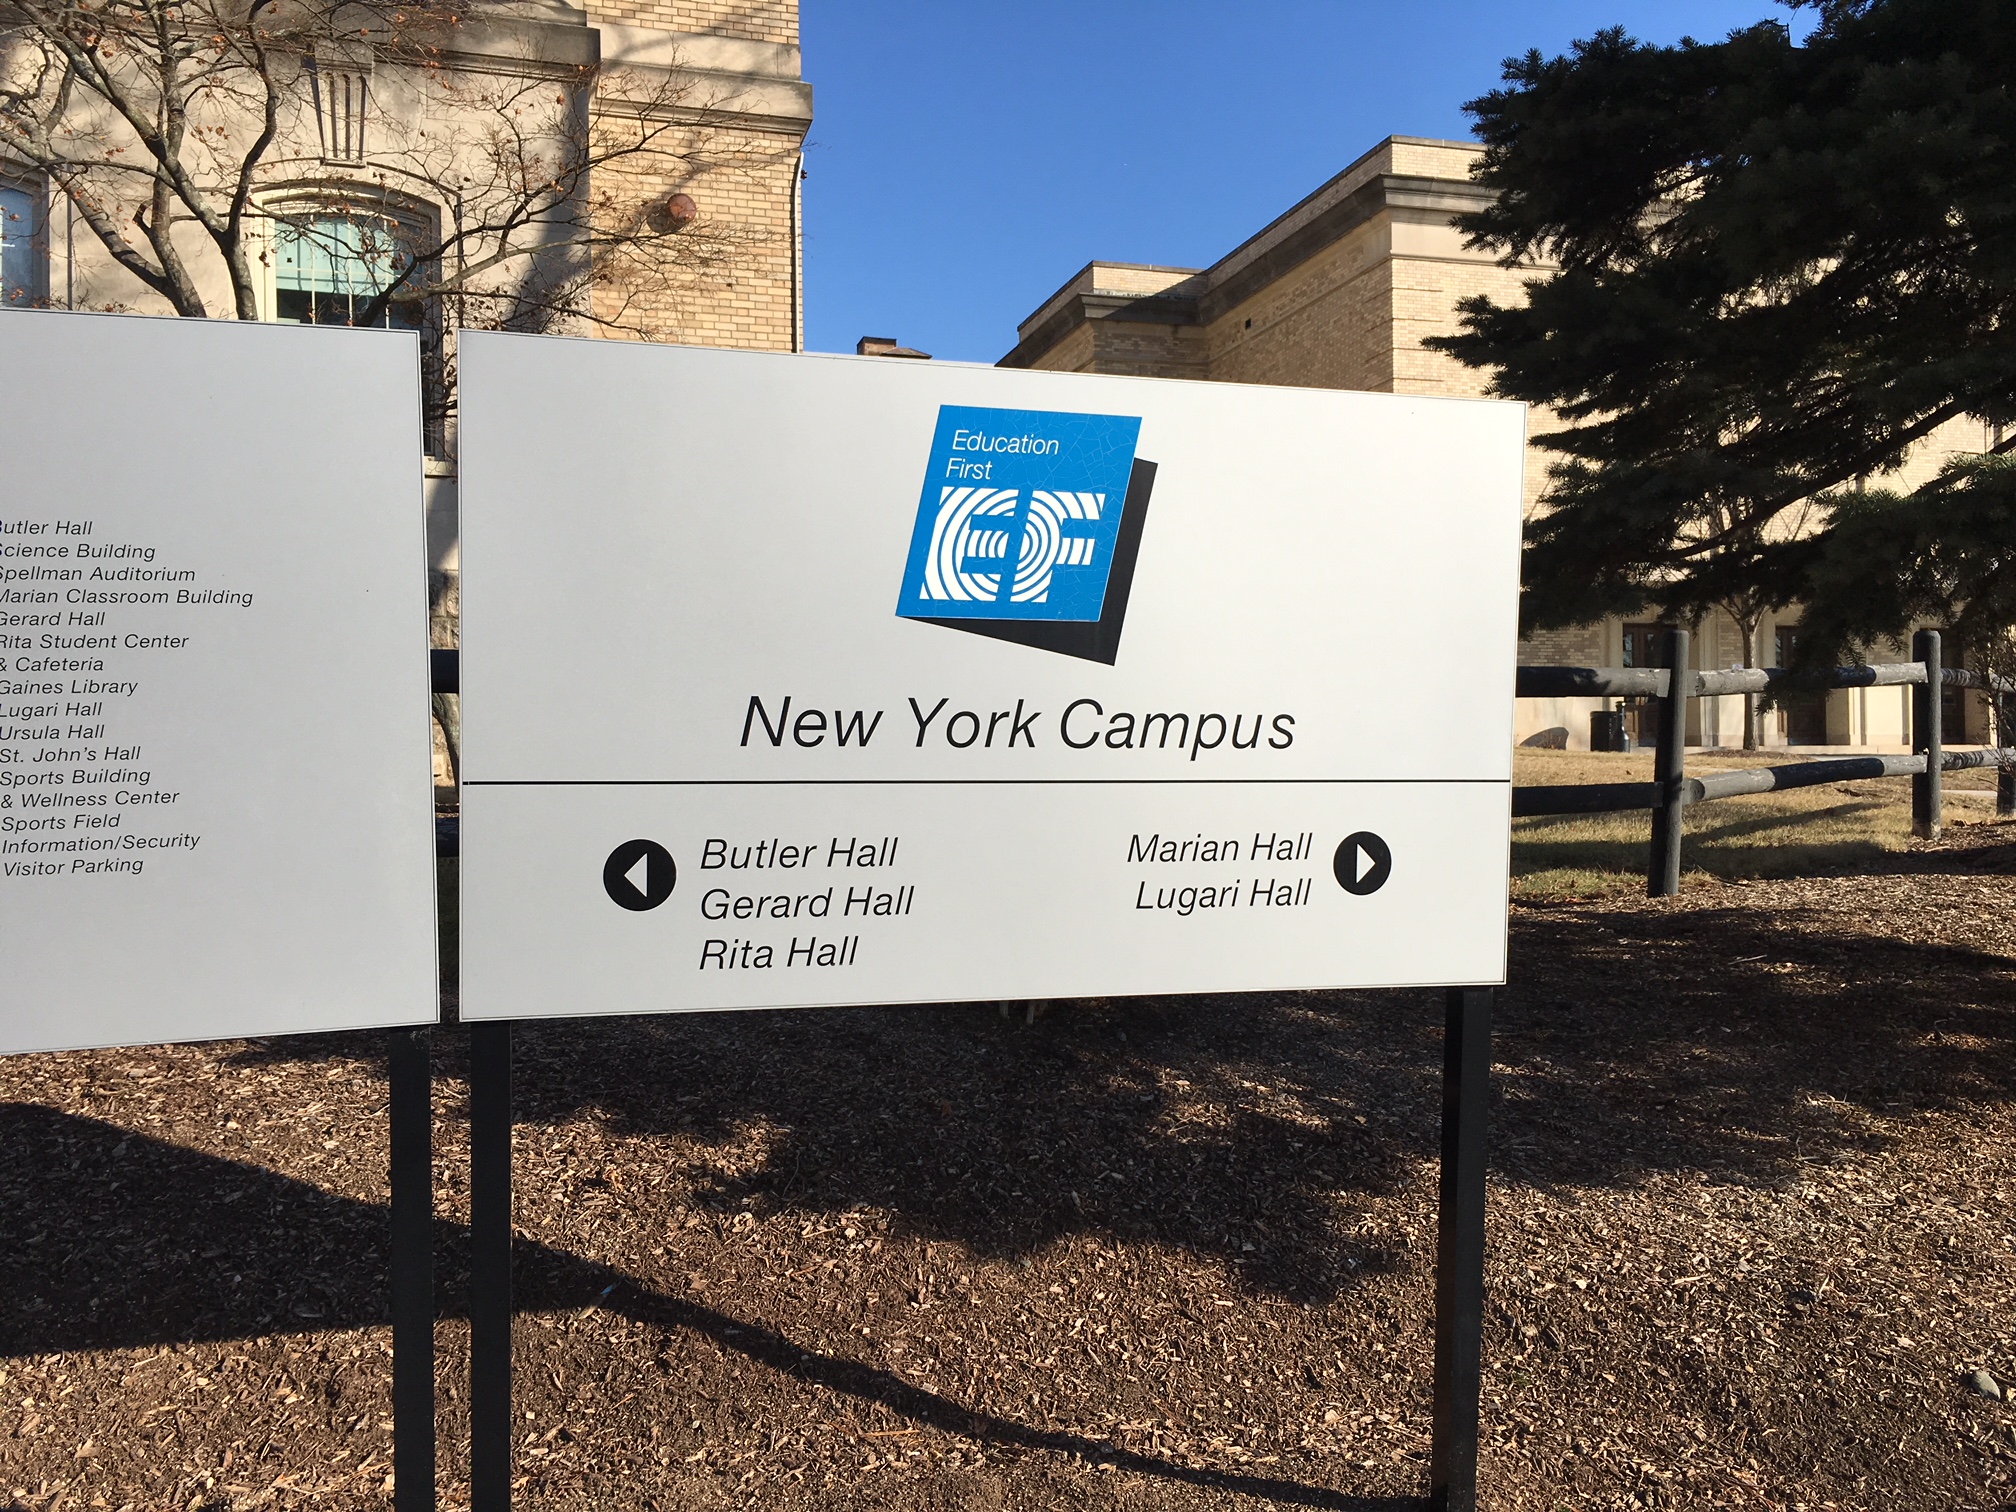 Butler Hall
Science Building
Spellman Auditorium
Marian Classroom Building
Gerard Hall
Rita Student Center
& Cafeteria
Gaines Library
Lugari Hall
Ursula Hall
St. John's Hall
Sports Building
& Wellness Center
Sports Field
Information/Security
Visitor Parking
Education
First
EF
New York Campus
Butler Hall
Gerard Hall
Rita Hall
Marian Hall
Lugari Hall